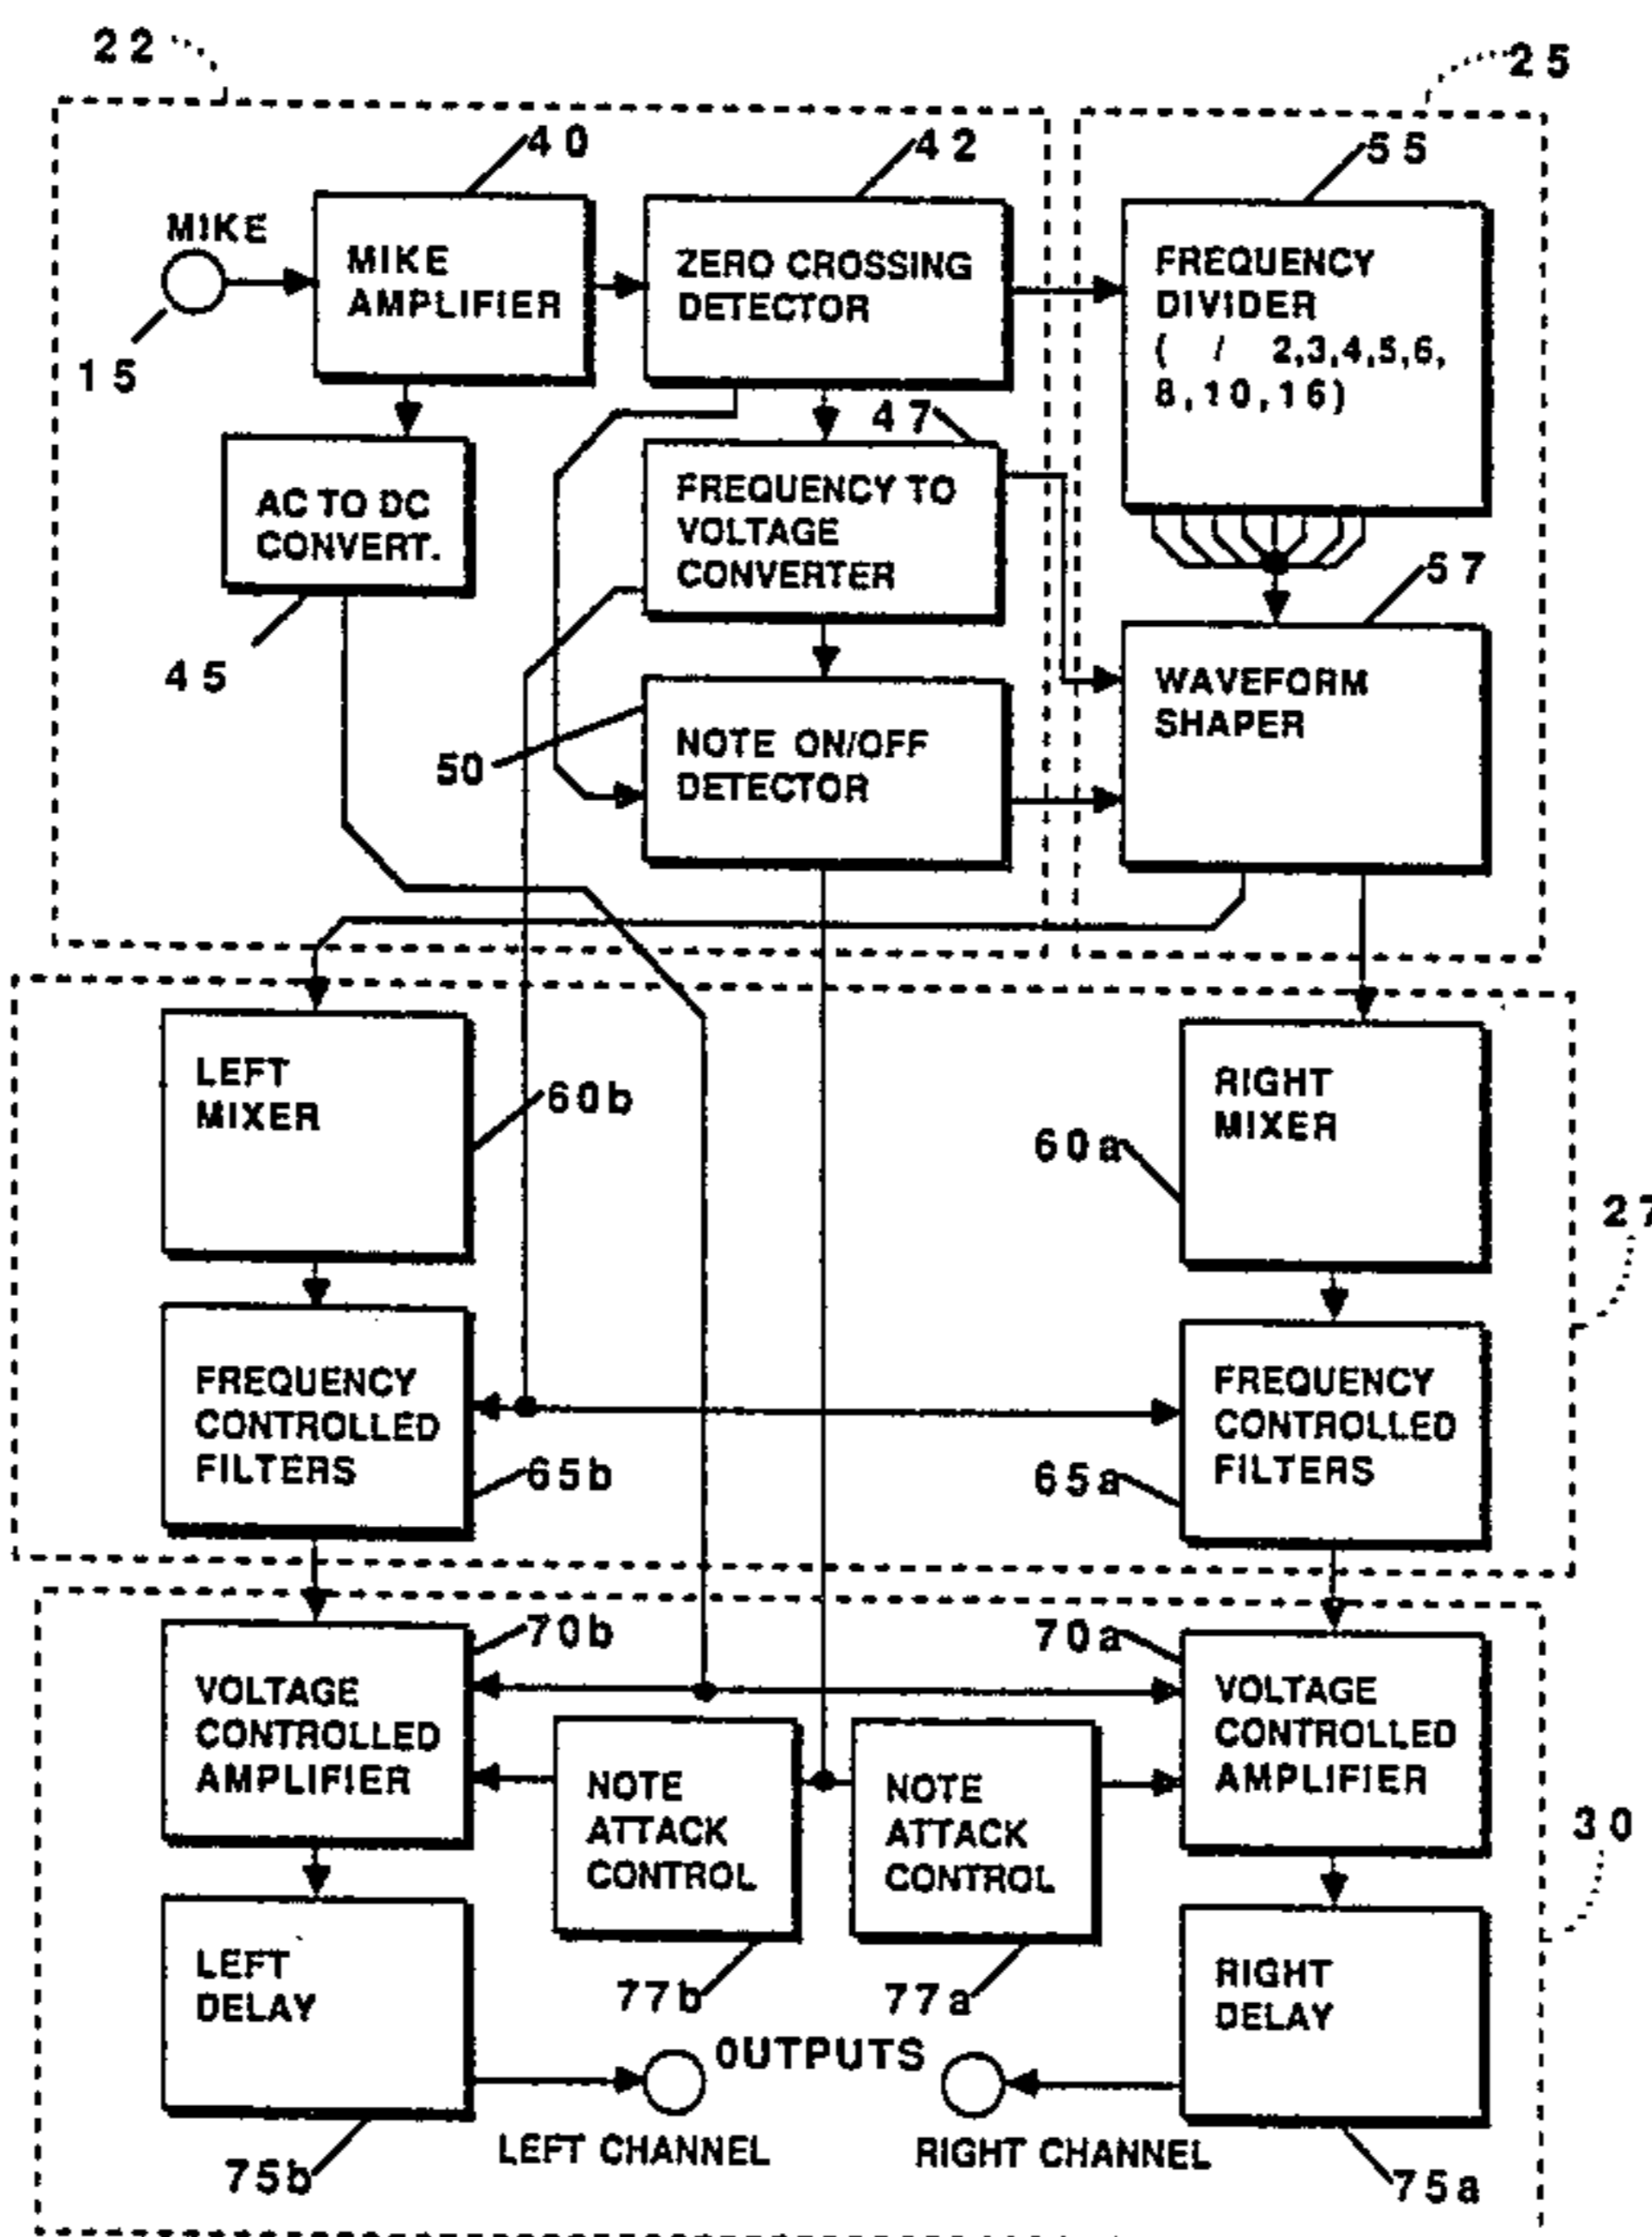 22
25
40
42
55
MIKE
MIKE
AMPLIFIER
ZERO CROSSING
DETECTOR
FREQUENCY
DIVIDER
( / 2,3,4,5,6,
8,10,16)
15
47
AC TO DC
CONVERT.
FREQUENCY TO
VOLTAGE
CONVERTER
57
45
50
NOTE ON/OFF
DETECTOR
WAVEFORM
SHAPER
LEFT
MIXER
60b
RIGHT
MIXER
60a
27
FREQUENCY
CONTROLLED
FILTERS
65b
FREQUENCY
CONTROLLED
FILTERS
65a
70b
70a
VOLTAGE
CONTROLLED
AMPLIFIER
VOLTAGE
CONTROLLED
AMPLIFIER
NOTE
ATTACK
CONTROL
NOTE
ATTACK
CONTROL
30
LEFT
DELAY
77b
77a
RIGHT
DELAY
OUTPUTS
LEFT CHANNEL
RIGHT CHANNEL
75b
75a